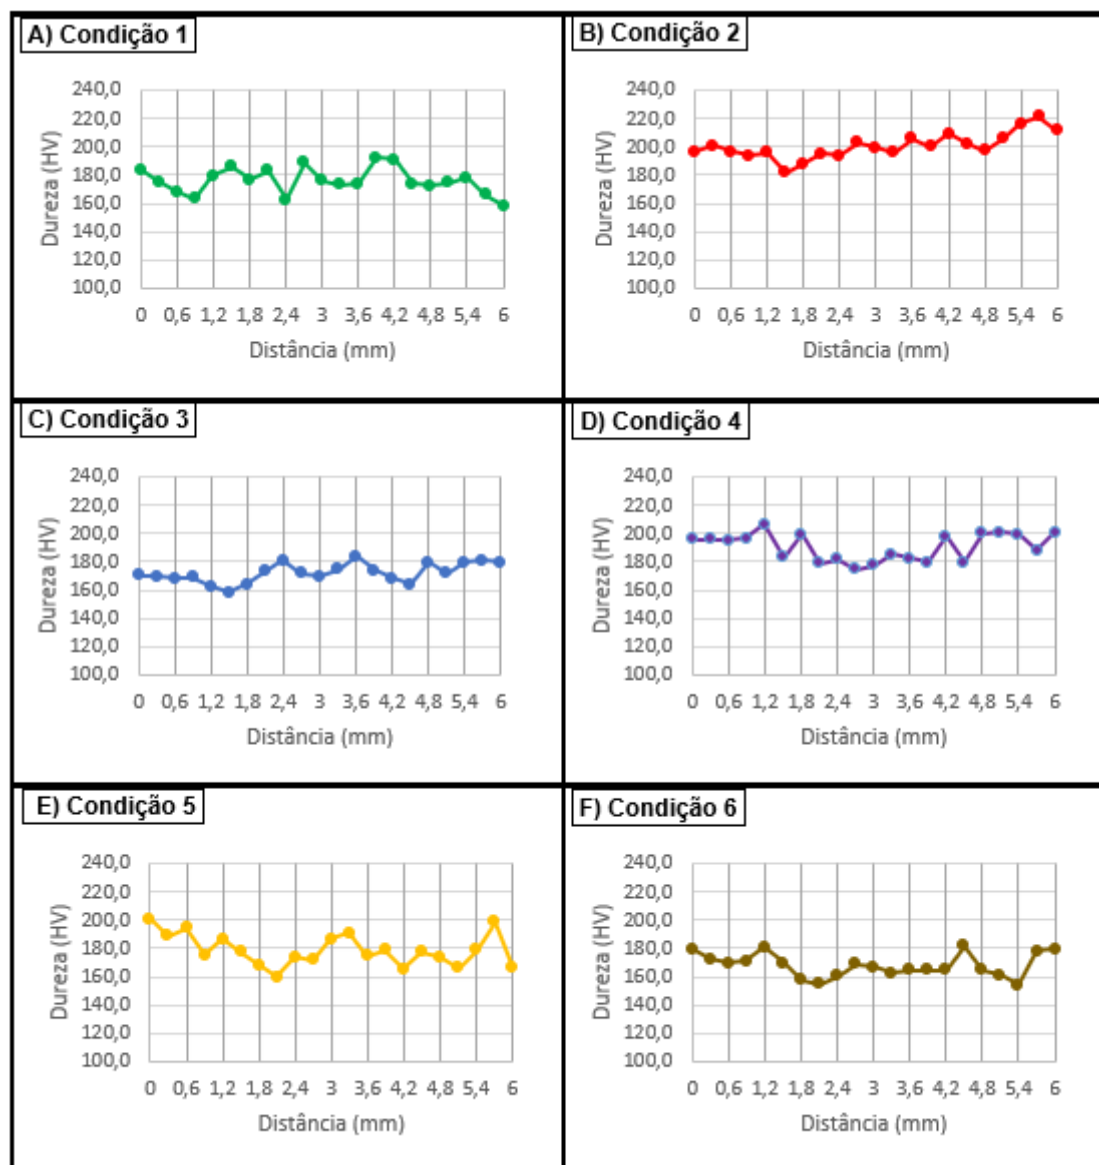 A) Condição 1
240,0
220,0
200,0
180,0
160,0
140,0
120,0
100,0
Dureza (HV)
0 0,6 1,2 1,8 2,4 3 3,6 4,2 4,8 5,4 6
Distância (mm)
B) Condição 2
240,0
220,0
200,0
180,0
160,0
140,0
120,0
100,0
Dureza (HV)
0 0,6 1,2 1,8 2,4 3 3,6 4,2 4,8 5,4 6
Distância (mm)
C) Condição 3
240,0
220,0
200,0
180,0
160,0
140,0
120,0
100,0
Dureza (HV)
0 0,6 1,2 1,8 2,4 3 3,6 4,2 4,8 5,4 6
Distância (mm)
D) Condição 4
240,0
220,0
200,0
180,0
160,0
140,0
120,0
100,0
Dureza (HV)
0 0,6 1,2 1,8 2,4 3 3,6 4,2 4,8 5,4 6
Distância (mm)
E) Condição 5
240,0
220,0
200,0
180,0
160,0
140,0
120,0
100,0
Dureza (HV)
0 0,6 1,2 1,8 2,4 3 3,6 4,2 4,8 5,4 6
Distância (mm)
F) Condição 6
240,0
220,0
200,0
180,0
160,0
140,0
120,0
100,0
Dureza (HV)
0 0,6 1,2 1,8 2,4 3 3,6 4,2 4,8 5,4 6
Distância (mm)